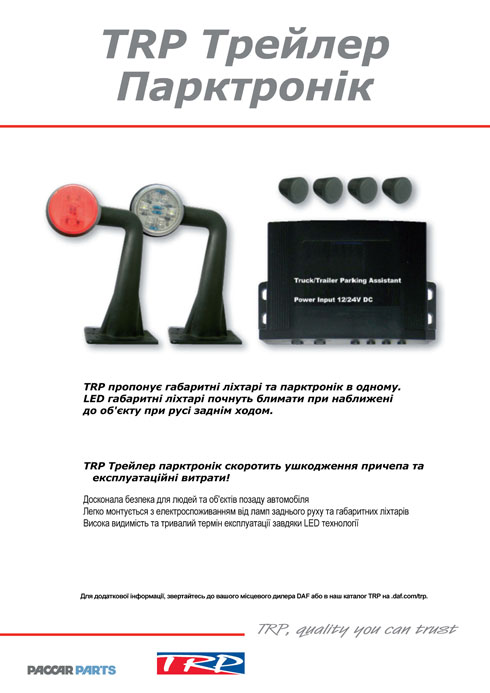 TRP Трейлер
Парктронік
Truck/Trailer Parking Assistant
Power Input 12/24V DC
TRP пропонує габаритні ліхтарі та парктронік в одному.
LED габаритні ліхтарі почнуть блимати при наближені
до об'єкту при русі заднім ходом.
TRP Трейлер парктронік скоротить ушкодження причепа та
експлуатаційні витрати!
Досконала безпека для людей та об'єктів позаду автомобіля
Легко монтується з електроспоживанням від ламп заднього руху та габаритних ліхтарів
Висока видимість та тривалий термін експлуатації завдяки LED технології
Для додаткової інформації, звертайтесь до вашого місцевого дилера DAF або в наш каталог TRP на .daf.com/trp.
TRP, quality you can trust
PACCAR PARTS
TRP